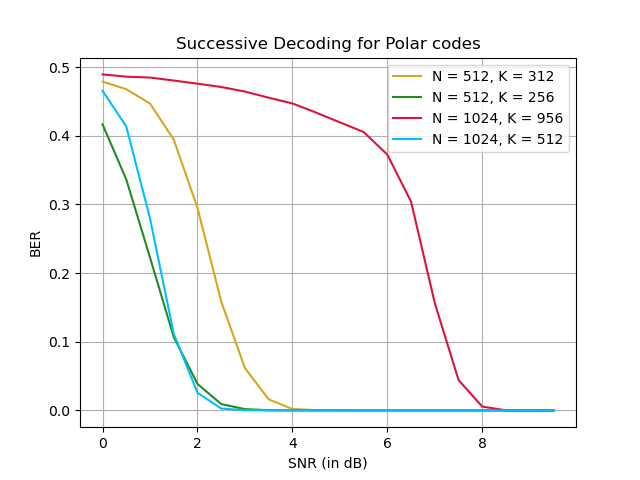 Successive Decoding for Polar codes
N = 512, K = 312
N = 512, K = 256
N = 1024, K = 956
N = 1024, K = 512
0.5
0.4
0.3
0.2
0.1
0.0
BER
0 2 4 6 8
SNR (in dB)